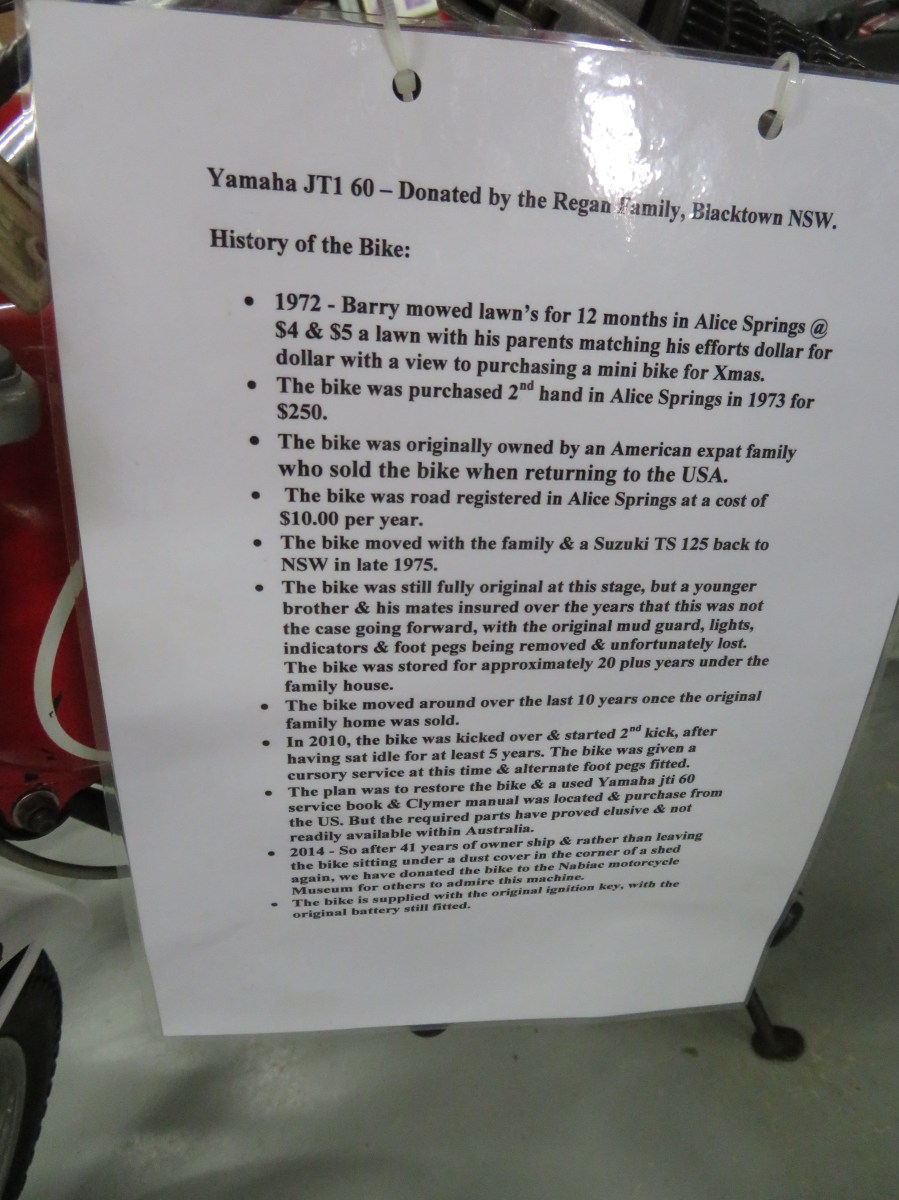 Yamaha JT1 60 – Donated by the Regan Family, Blacktown NSW.
History of the Bike:
• 1972 - Barry mowed lawn's for 12 months in Alice Springs @
$4 & $5 a lawn with his parents matching his efforts dollar for
dollar with a view to purchasing a mini bike for Xmas.
• The bike was purchased 2nd hand in Alice Springs in 1973 for
$250.
• The bike was originally owned by an American expat family
who sold the bike when returning to the USA.
• The bike was road registered in Alice Springs at a cost of
$10.00 per year.
• The bike moved with the family & a Suzuki TS 125 back to
NSW in late 1975.
• The bike was still fully original at this stage, but a younger
brother & his mates insured over the years that this was not
the case going forward, with the original mud guard, lights,
indicators & foot pegs being removed & unfortunately lost.
The bike was stored for approximately 20 plus years under the
family house.
• The bike moved around over the last 10 years once the original
family home was sold.
• In 2010, the bike was kicked over & started 2nd kick, after
having sat idle for at least 5 years. The bike was given a
cursory service at this time & alternate foot pegs fitted.
• The plan was to restore the bike & a used Yamaha jti 60
service book & Clymer manual was located & purchase from
the US. But the required parts have proved elusive & not
readily available within Australia.
• 2014 - So after 41 years of owner ship & rather than leaving
the bike sitting under a dust cover in the corner of a shed
again, we have donated the bike to the Nabiac motorcycle
Museum for others to admire this machine.
• The bike is supplied with the original ignition key, with the
original battery still fitted.